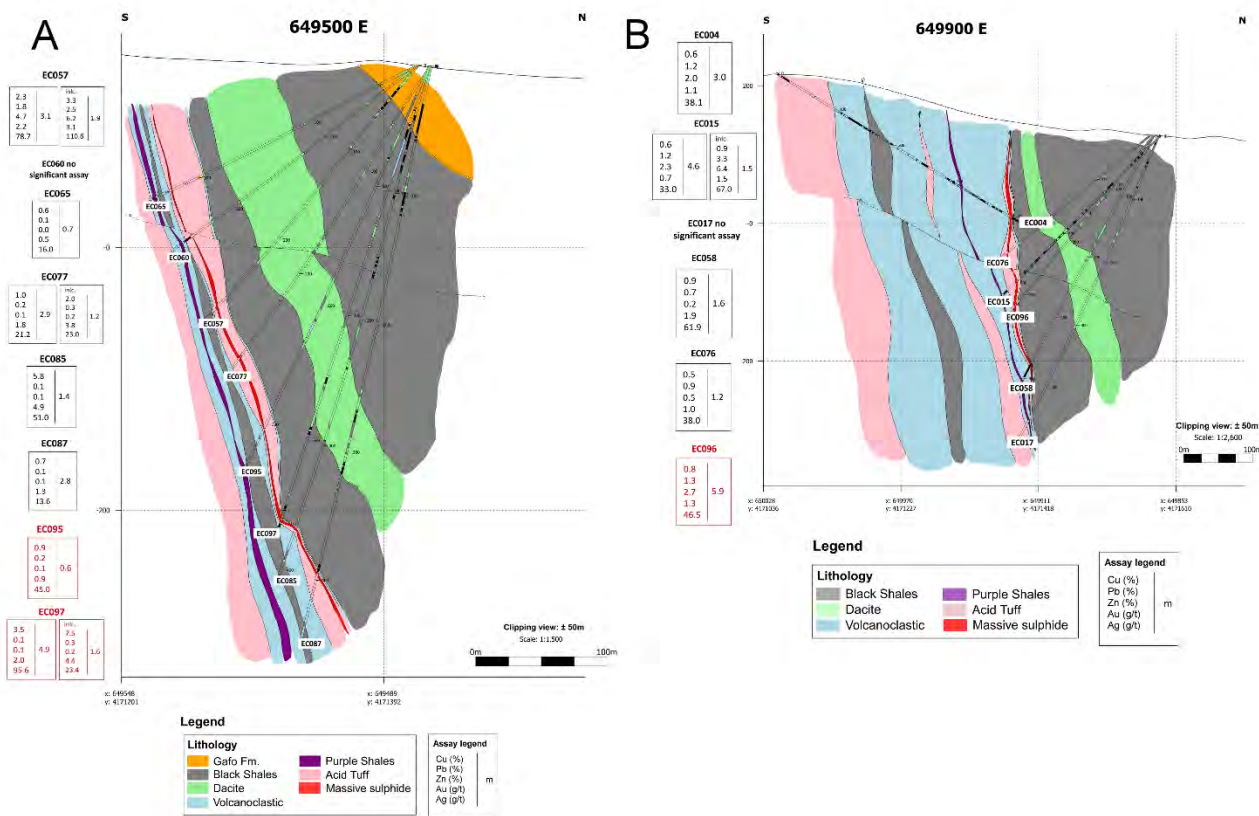 A
S
N
649500 E
EC057
2.3
1.8
4.7
2.2
78.7
3.1
inlc.
3.3
2.5
6.2
3.1
110.6
1.9
EC060 no
significant assay
EC065
0.6
0.1
0.0
0.5
16.0
0.7
EC077
1.0
0.2
0.1
1.8
21.2
2.9
inlc.
2.0
0.3
0.2
3.8
23.0
1.2
EC085
5.8
0.1
0.1
4.9
51.0
1.4
EC087
0.7
0.1
0.1
1.3
13.6
2.8
EC095
0.9
0.2
0.1
0.9
45.0
0.6
EC097
3.5
0.1
0.1
2.0
95.6
4.9
inlc.
7.5
0.3
0.2
4.6
23.4
1.6
EC065
EC060
EC057
EC077
EC095
EC097
EC085
EC087
-0
-200
Clipping view: ± 50m
Scale: 1:1,500
0m
100m
x: 649548
y: 4171201
x: 649489
y: 4171392
Legend
Lithology
Gafo Fm.
Black Shales
Dacite
Volcanoclastic
Purple Shales
Acid Tuff
Massive sulphide
Assay legend
Cu (%)
Pb (%)
Zn (%)
Au (g/t)
Ag (g/t)
m
B
S
N
649900 E
EC004
0.6
1.2
2.0
1.1
38.1
3.0
EC015
0.6
1.2
2.3
0.7
33.0
4.6
inlc.
0.9
3.3
6.4
1.5
67.0
1.5
EC017 no
significant assay
EC058
0.9
0.7
0.2
1.9
61.9
1.6
EC076
0.5
0.9
0.5
1.0
38.0
1.2
EC096
0.8
1.3
2.7
1.3
46.5
5.9
200
-0
200
EC004
EC076
EC015
EC096
EC058
EC017
Clipping view: ± 50m
Scale: 1:2,600
0m
100m
y: 4171036
x: 649970
y: 4171227
x: 649911
y: 4171418
Legend
Lithology
Black Shales
Dacite
Volcanoclastic
Purple Shales
Acid Tuff
Massive sulphide
Assay legend
Cu (%)
Pb (%)
Zn (%)
Au (g/t)
Ag (g/t)
m